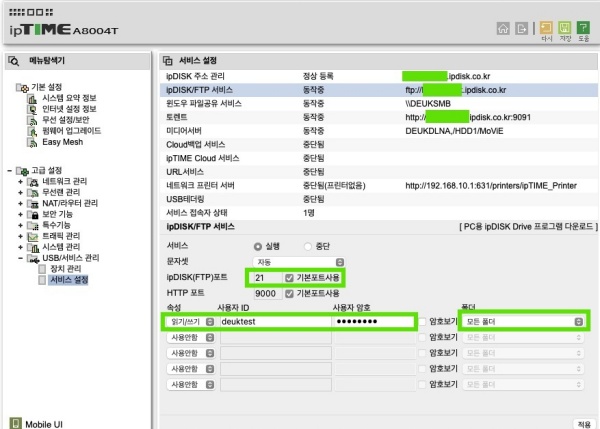 ipTIME A8004T
마시 저장 도움
메뉴탐색기
기본 설정
시스템 요약 정보
인터넷 설정 정보
무선 설정/보안
펌웨어 업그레이드
Easy Mesh
고급 설정
네트워크 관리
무선랜 관리
NAT/라우터 관리
보안 기능
특수기능
트래픽 관리
시스템 관리
USB/서비스 관리
장치 관리
서비스 설정
Mobile UI
서비스 설정
ipDISK 주소 관리 정상 등록 .ipdisk.co.kr
ipDISK/FTP 서비스 동작중 ftp://.ipdisk.co.kr
윈도우 파일공유 서비스 동작중 \\DEUKSMB
토렌트 동작중 http://ipdisk.co.kr:9091
미디어서버 동작중 DEUKDLNA,/HDD1/MoViE
Cloud백업 서비스 중단됨
ipTIME Cloud 서비스 중단됨
URL서비스 중단됨
네트워크 프린터 서버 중단됨(프린터없음) http://192.168.10.1:631/printers/ipTIME_Printer
USB테더링 중단됨
서비스 접속자 상태 1명
ipDISK/FTP 서비스 [ PC용 ipDISK Drive 프로그램 다운로드 ]
서비스 실행 중단
문자셋 자동
ipDISK(FTP)포트 21 기본포트사용
HTTP 포트 9000 기본포트사용
속성 사용자 ID 사용자 암호 폴더
읽기/쓰기 deuktest •••••••• 암호보기 모든 폴더
사용안함 암호보기 모든 폴더
사용안함 암호보기 모든 폴더
사용안함 암호보기 모든 폴더
사용안함 암호보기 모든 폴더
적용